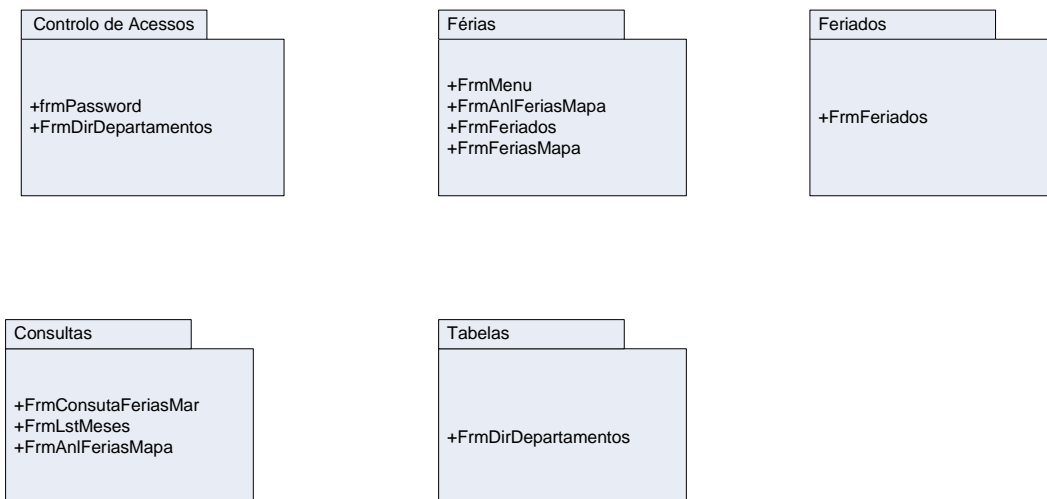 Controlo de Acessos
+frmPassword
+FrmDirDepartamentos
Férias
+FrmMenu
+FrmAnlFeriasMapa
+FrmFeriados
+FrmFeriasMapa
Feriados
+FrmFeriados
Consultas
+FrmConsutaFeriasMar
+FrmLstMeses
+FrmAnlFeriasMapa
Tabelas
+FrmDirDepartamentos